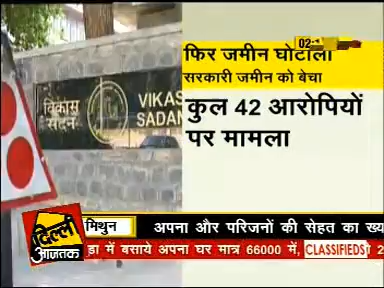 फिर जमीन घोटाला
सरकारी जमीन को बेचा
कुल 42 आरोपियों
पर मामला
विकास
सदन
VIKAS
SADAN
दिल्ली
आजतक
मिथुन
अपना और परिजनों की सेहत का
ड़ा में बसाये अपना घर मात्र 66000 में, CLASSIFIEDS